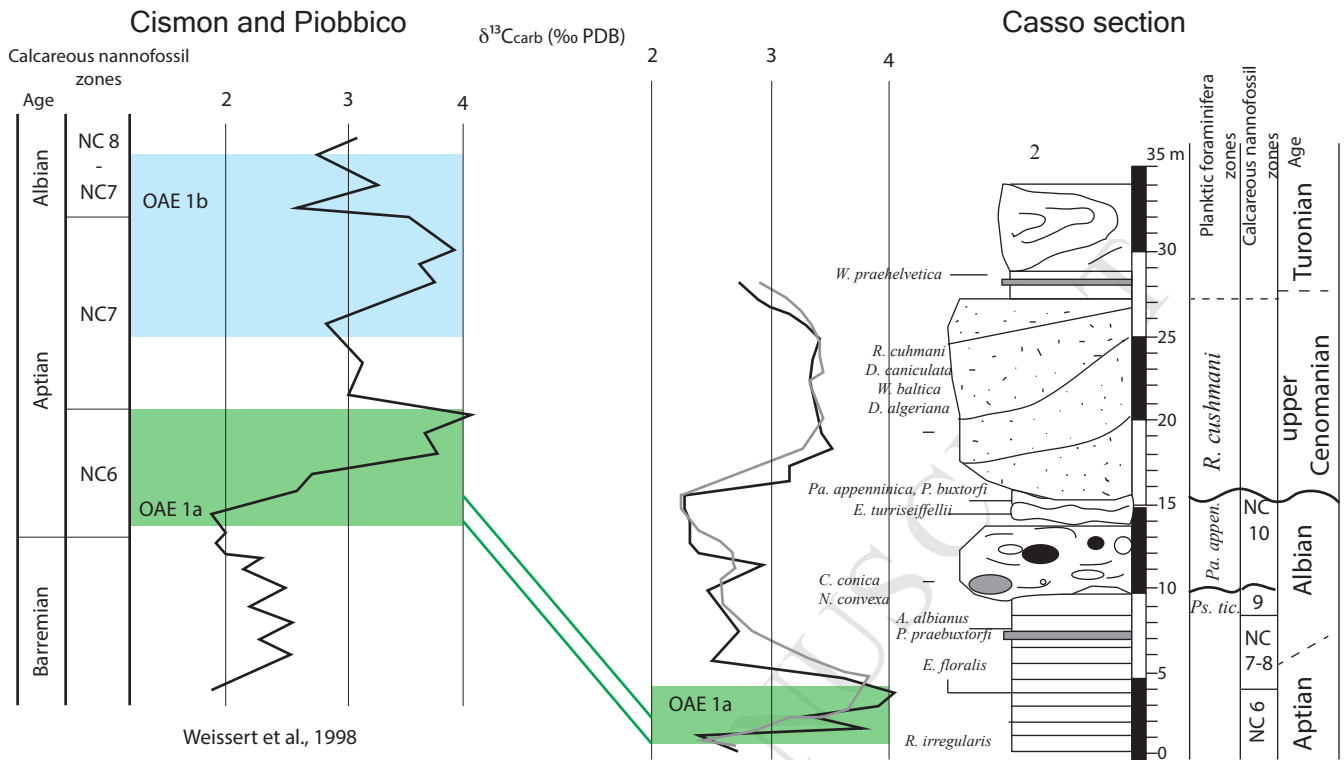 Cismon and Piobbico
δ¹³Ccarb (‰ PDB)
Casso section
Calcareous nannofossil
zones
Age
2
3
4
2
3
4
Albian
NC 8
-
NC7
OAE 1b
NC7
Aptian
NC6
OAE 1a
Barremian
Weissert et al., 1998
OAE 1a
2
35 m
30
25
20
15
10
5
0
Planktic foraminifera
zones
Calcareous nannofossil
zones
Age
W. praehelvetica
R. cuhmani
D. caniculata
W. baltica
D. algeriana
Pa. appenninica, P. buxtorfi
E. turriseiffelii
C. conica
N. convexa
A. albianus
P. praebuxtorfi
E. floralis
R. irregularis
R. cushmani
Pa. appen.
Ps. tic.
NC
10
9
NC
7-8
NC 6
Turonian
upper
Cenomanian
Albian
Aptian
NUSCRIPT